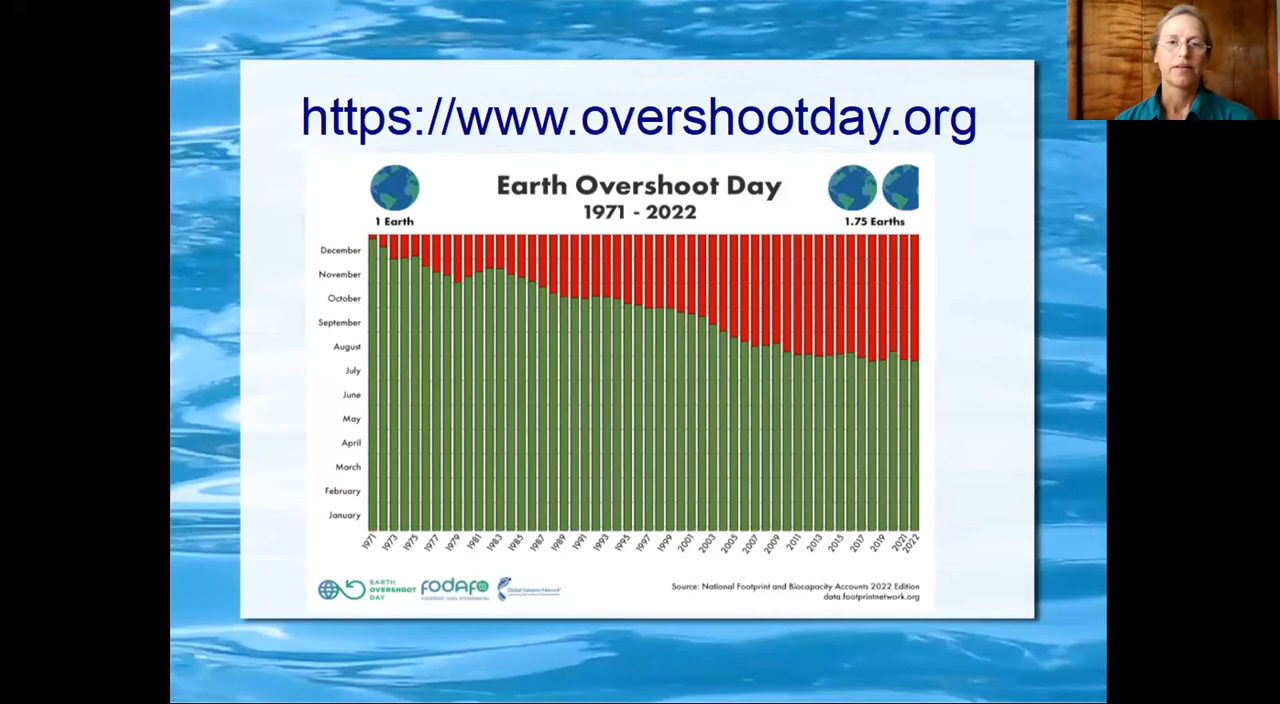 https://www.overshootday.org
Earth Overshoot Day
1971 - 2022
1 Earth
1.75 Earths
December
November
October
September
August
July
June
May
April
March
February
January
1971 1973 1975 1977 1979 1981 1983 1985 1987 1989 1991 1993 1995 1997 1999 2001 2003 2005 2007 2009 2011 2013 2015 2017 2019 2021 2022
EARTH
OVERSHOOT
DAY
FODAFO
Global Footprint Network
Source: National Footprint and Biocapacity Accounts 2022 Edition
data.footprintnetwork.org